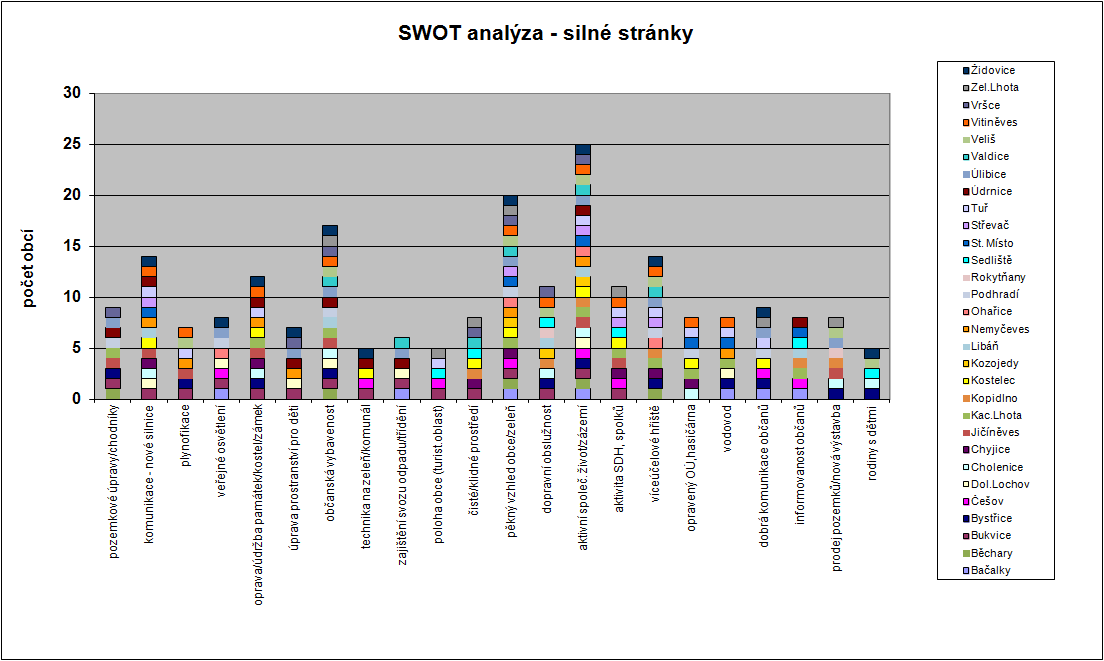 SWOT analýza - silné stránky
počet obcí
30
25
20
15
10
5
0
pozemkové úpravy/chodníky
komunikace - nové silnice
plynofikace
veřejné osvětlení
oprava/údržba památek/kostel/zámek
úprava prostranství pro děti
občanská vybavenost
technika na zeleň/komunál
zajištění svozu odpadu/třídění
poloha obce (turist.oblast)
čisté/klidné prostředí
pěkný vzhled obce/zeleň
dopravní obslužnost
aktivní společ. život/zázemí
aktivita SDH, spolků
víceúčelové hřiště
opravený OÚ,hasičárna
vodovod
dobrá komunikace občanů
informovanost občanů
prodej pozemků/nová výstavba
rodiny s dětmi
Židovice
Zel.Lhota
Vršce
Vitiněves
Veliš
Valdice
Úlibice
Údrnice
Tuř
Střevač
St. Místo
Sedliště
Rokytňany
Podhradí
Ohařice
Nemyčeves
Libáň
Kozojedy
Kostelec
Kopidlno
Kac.Lhota
Jičíněves
Chyjice
Cholenice
Dol.Lochov
Češov
Bystřice
Bukvice
Běchary
Bačalky